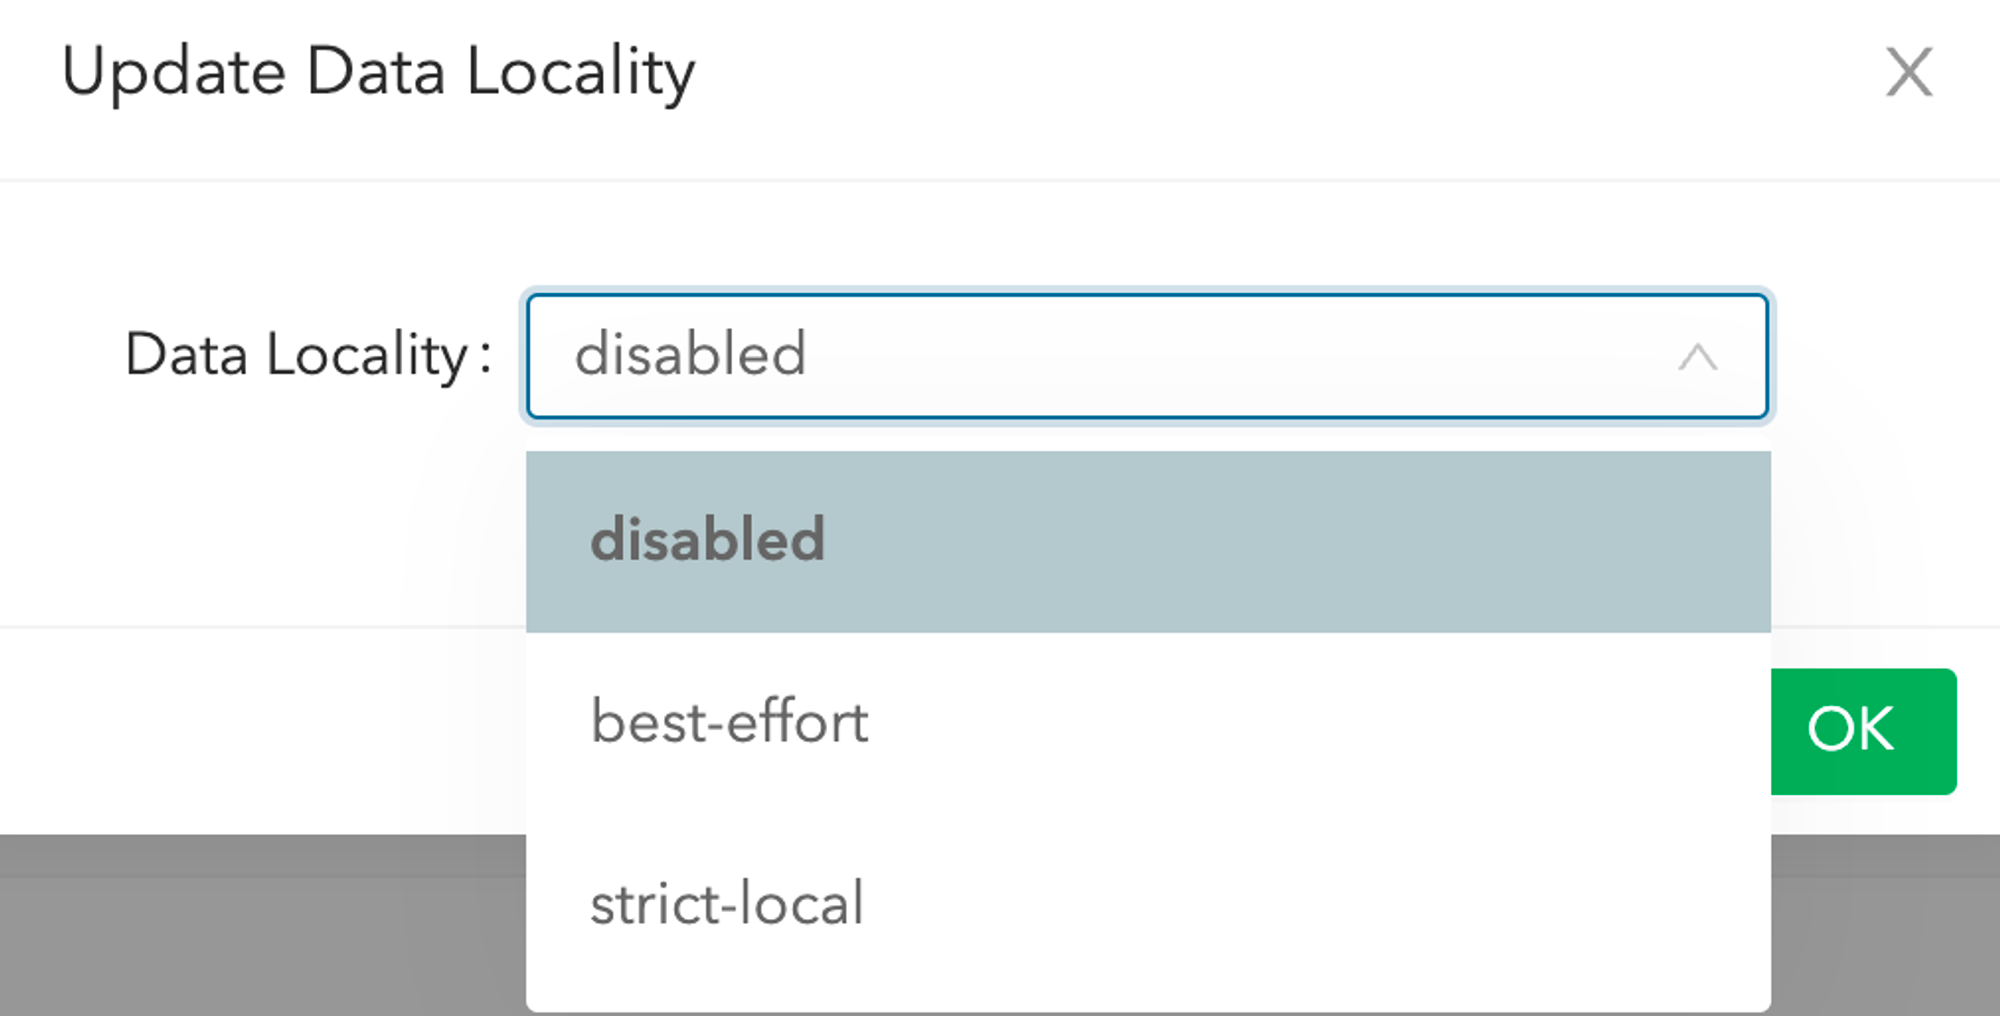 Update Data Locality
Data Locality: disabled
disabled
best-effort
OK
strict-local